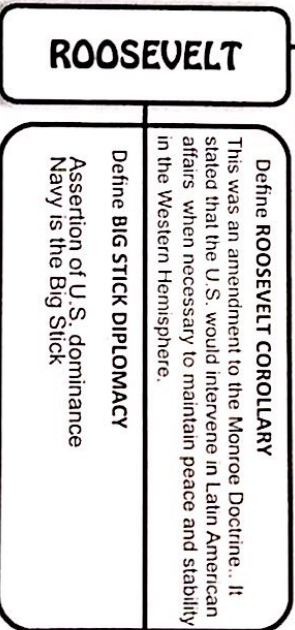 ROOSEVELT
Define ROOSEVELT COROLLARY
This was an amendment to the Monroe Doctrine.. It
stated that the U.S. would intervene in Latin American
affairs when necessary to maintain peace and stability
in the Western Hemisphere.
Define BIG STICK DIPLOMACY
Assertion of U.S. dominance
Navy is the Big Stick